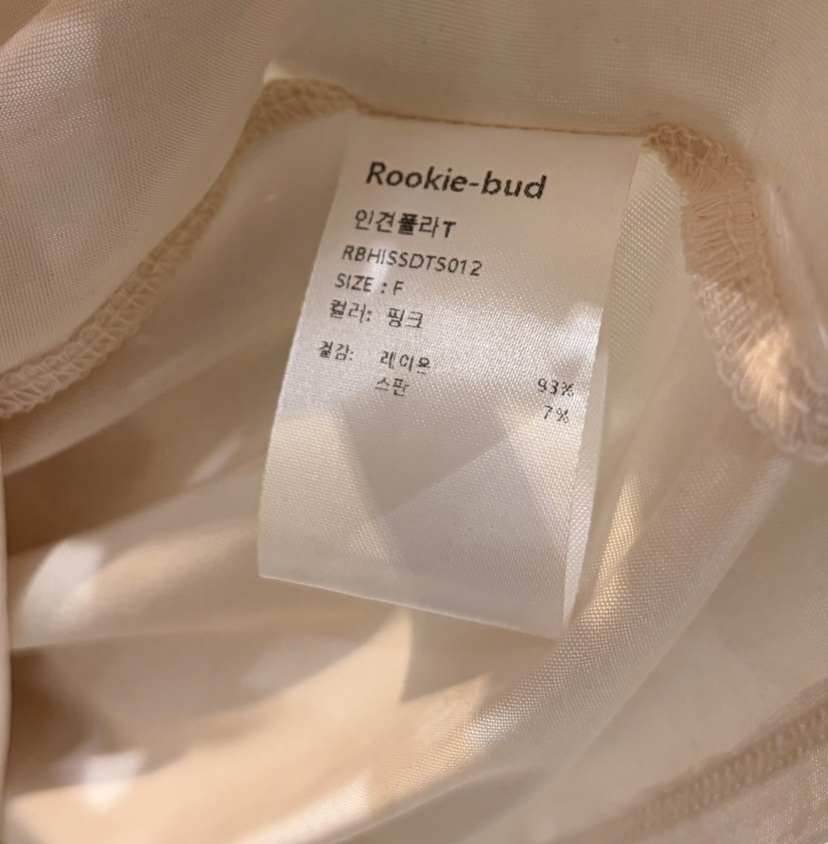 Rookie-bud
인견폴라T
RBHISSDTS012
SIZE : F
컬러: 핑크
겉감: 레이온 93%
스판 7%